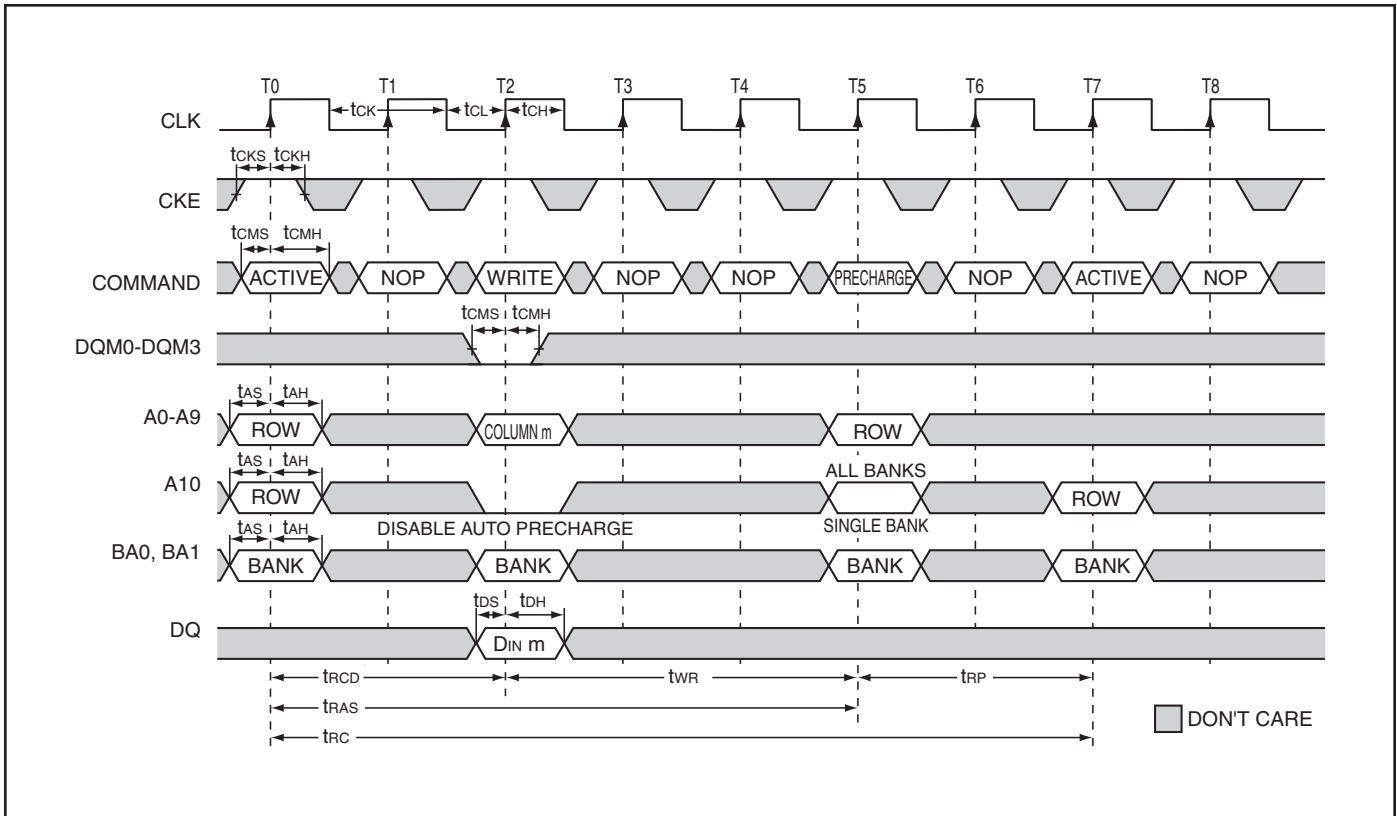 T0 T1 T2 T3 T4 T5 T6 T7 T8
CLK tCK tCL tCH
tCKS tCKH
CKE
tCMS tCMH
COMMAND ACTIVE NOP WRITE NOP NOP PRECHARGE NOP ACTIVE NOP
tCMS tCMH
DQM0-DQM3
tAS tAH
A0-A9 ROW COLUMN m ROW
tAS tAH ALL BANKS
A10 ROW ROW
tAS tAH DISABLE AUTO PRECHARGE SINGLE BANK
BA0, BA1 BANK BANK BANK BANK
tDS tDH
DQ DIN m
tRCD tWR tRP
tRAS
DON'T CARE
tRC